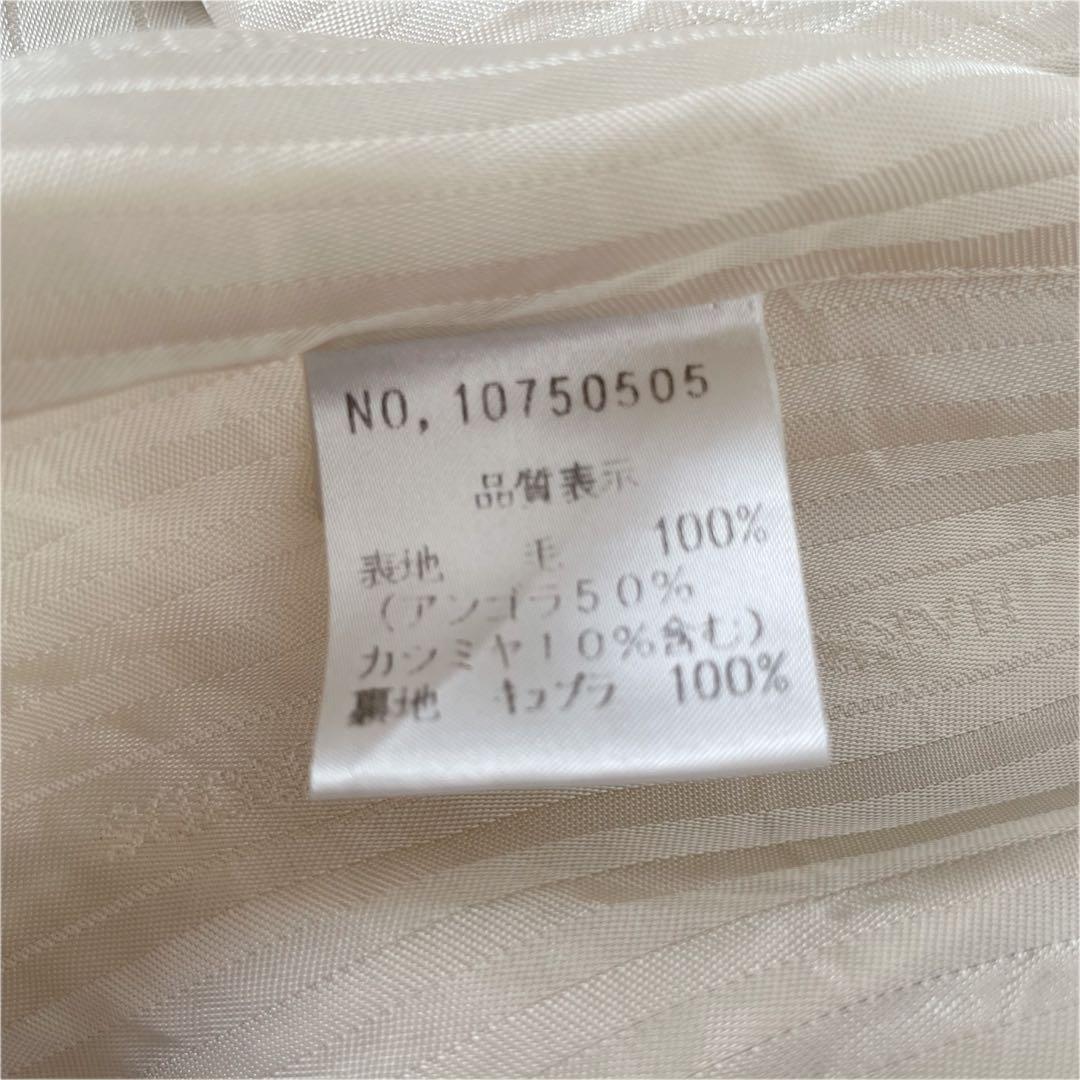 NO,10750505
品質表示
表地 毛 100%
(アンゴラ50%
カシミヤ10%含む)
裏地 キュプラ 100%